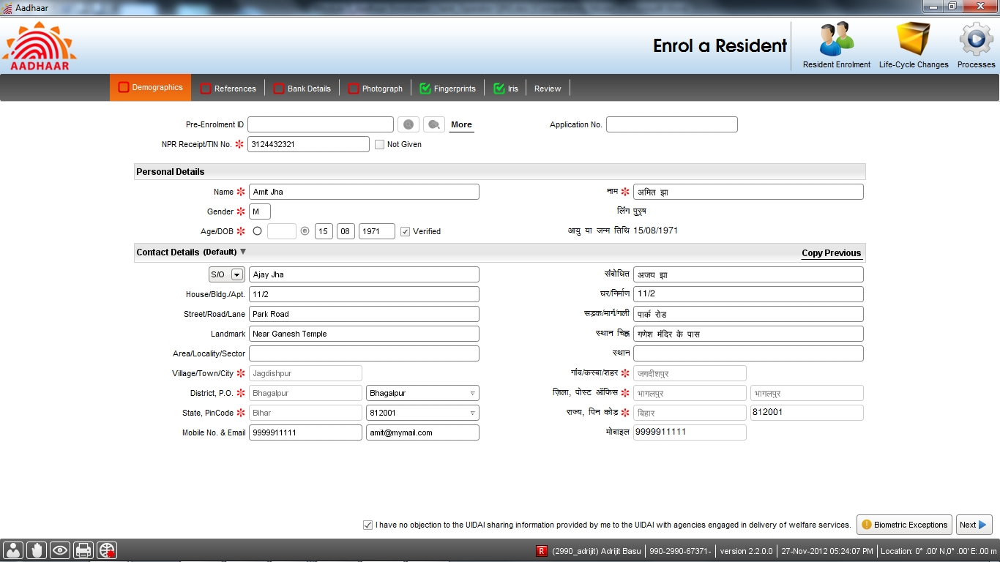 Aadhaar
AADHAAR
Enrol a Resident
Resident Enrolment Life-Cycle Changes Processes
Demographics References Bank Details Photograph Fingerprints Iris Review
Pre-Enrolment ID More Application No.
NPR Receipt/TIN No. * 3124432321 Not Given
Personal Details
Name * Amit Jha नाम * अमित झा
Gender * M लिंग पुरुष
Age/DOB * 15 08 1971 Verified आयु या जन्म तिथि 15/08/1971
Contact Details (Default) ▼ Copy Previous
S/O Ajay Jha संबोधित अजय झा
House/Bldg./Apt. 11/2 घर/निर्माण 11/2
Street/Road/Lane Park Road सड़क/मार्ग/गली पार्क रोड
Landmark Near Ganesh Temple स्थान चिह्न गणेश मंदिर के पास
Area/Locality/Sector स्थान
Village/Town/City * Jagdishpur गाँव/कस्बा/शहर * जगदीशपुर
District, P.O. * Bhagalpur Bhagalpur जिला, पोस्ट ऑफिस * भागलपुर भागलपुर
State, PinCode * Bihar 812001 राज्य, पिन कोड * बिहार 812001
Mobile No. & Email 9999911111 amit@mymail.com मोबाइल 9999911111
I have no objection to the UIDAI sharing information provided by me to the UIDAI with agencies engaged in delivery of welfare services. Biometric Exceptions Next
R (2990_adrijit) Adrijit Basu 990-2990-67371- version 2.2.0.0 27-Nov-2012 05:24:07 PM Location: 0° .00' N,0° .00' E:.00 m